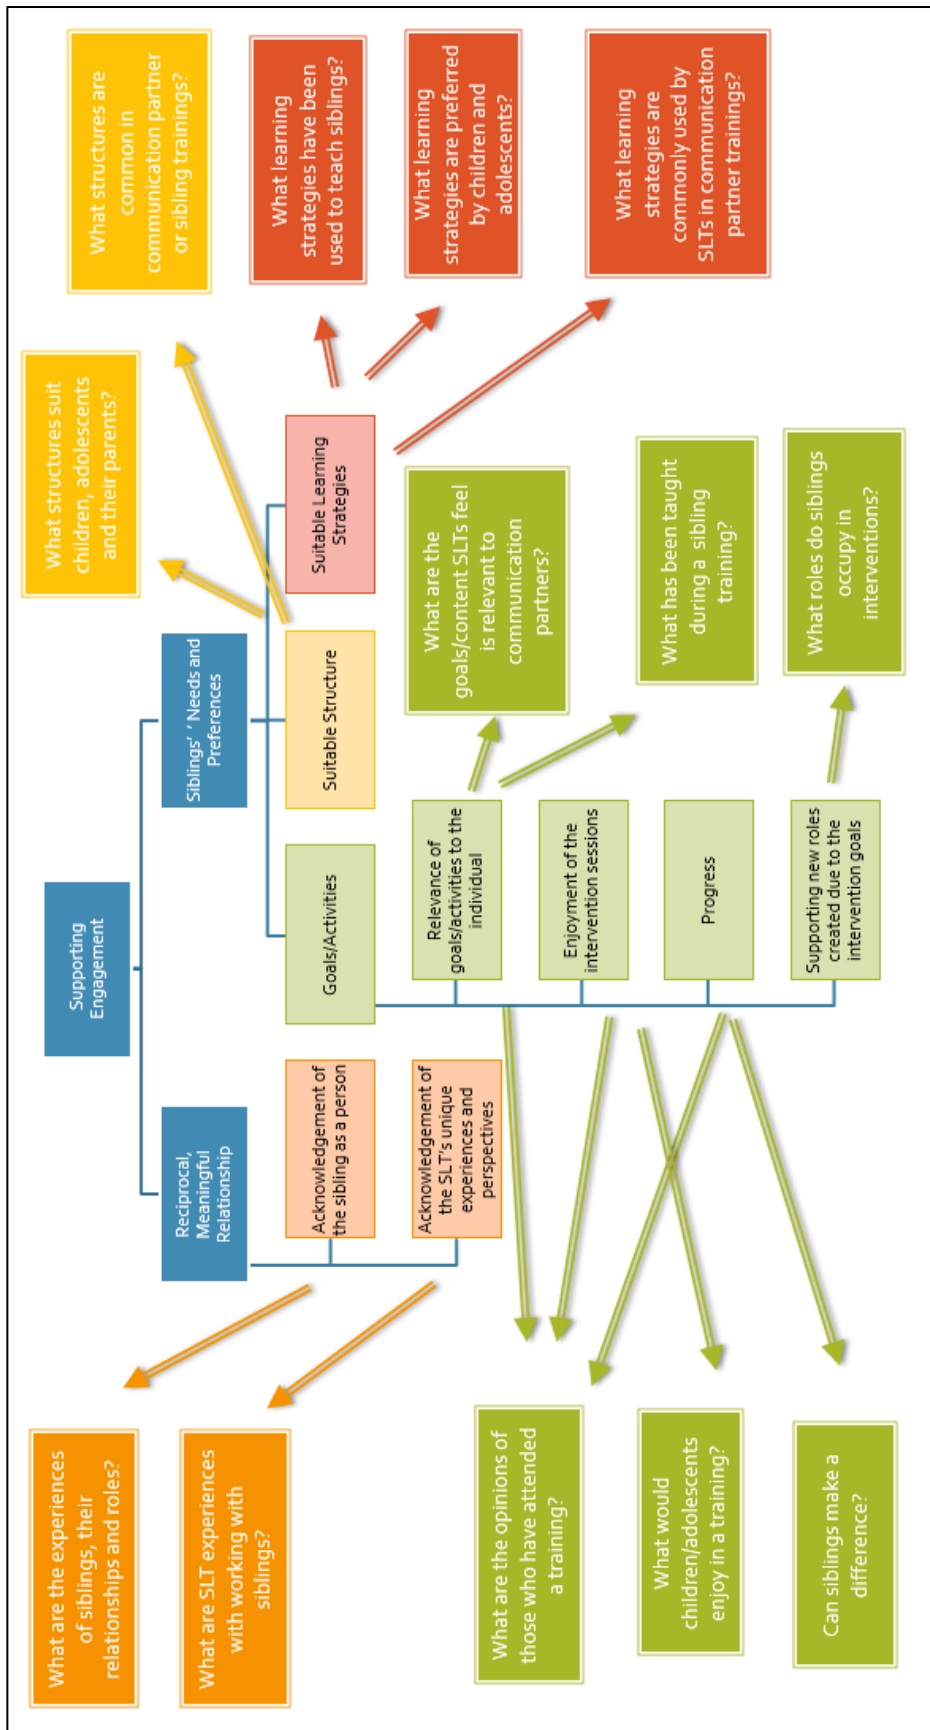 Supporting
Engagement
Reciprocal,
Meaningful
Relationship
Siblings' ' Needs and
Preferences
Acknowledgement of
the sibling as a person
Acknowledgement of
the SLT's unique
experiences and
perspectives
Goals/Activities
Suitable Structure
Suitable Learning
Strategies
Relevance of
goals/activities to the
individual
Enjoyment of the
intervention sessions
Progress
Supporting new roles
created due to the
intervention goals
What are the experiences
of siblings, their
relationships and roles?
What are SLT experiences
with working with
siblings?
What are the opinions of
those who have attended
a training?
What would
children/adolescents
enjoy in a training?
Can siblings make a
difference?
What structures suit
children, adolescents
and their parents?
What structures are
common in
communication partner
or sibling trainings?
What learning
strategies have been
used to teach siblings?
What learning
strategies are preferred
by children and
adolescents?
What learning
strategies are
commonly used by
SLTs in communication
partner trainings?
What are the
goals/content SLTs feel
is relevant to
communication
partners?
What has been taught
during a sibling
training?
What roles do siblings
occupy in
interventions?